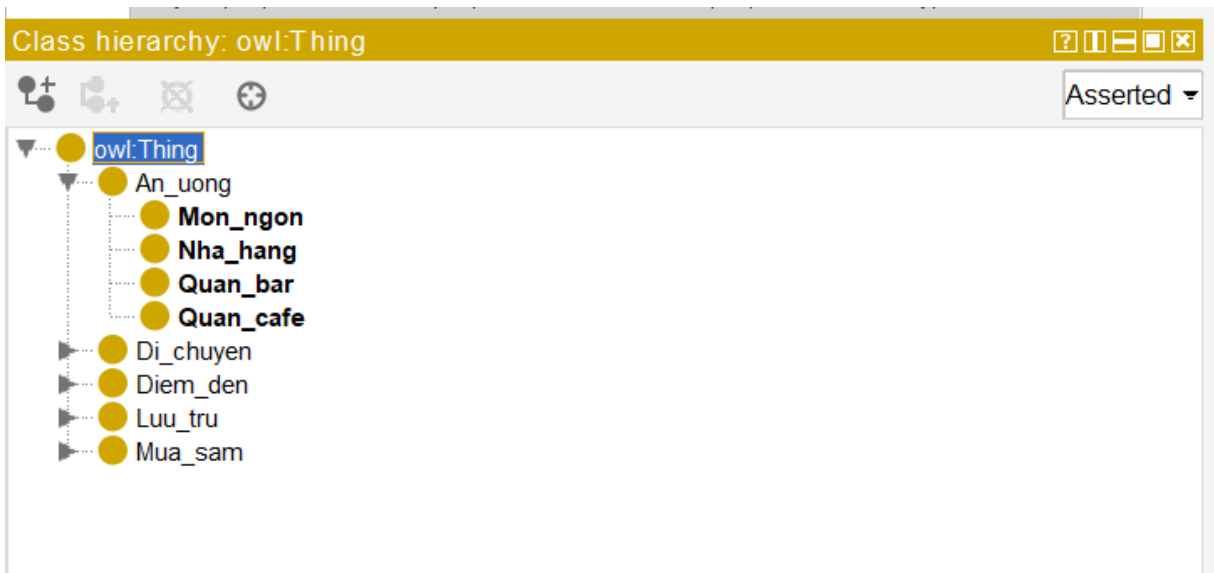 Class hierarchy: owl:Thing
Asserted
owl:Thing
An_uong
Mon_ngon
Nha_hang
Quan_bar
Quan_cafe
Di_chuyen
Diem_den
Luu_tru
Mua_sam